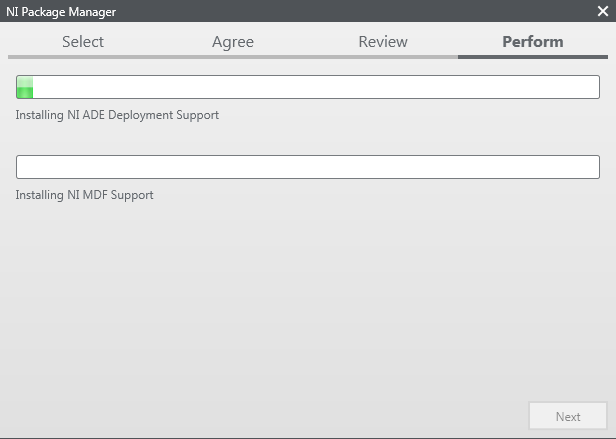 NI Package Manager
Select Agree Review Perform
Installing NI ADE Deployment Support
Installing NI MDF Support
Next